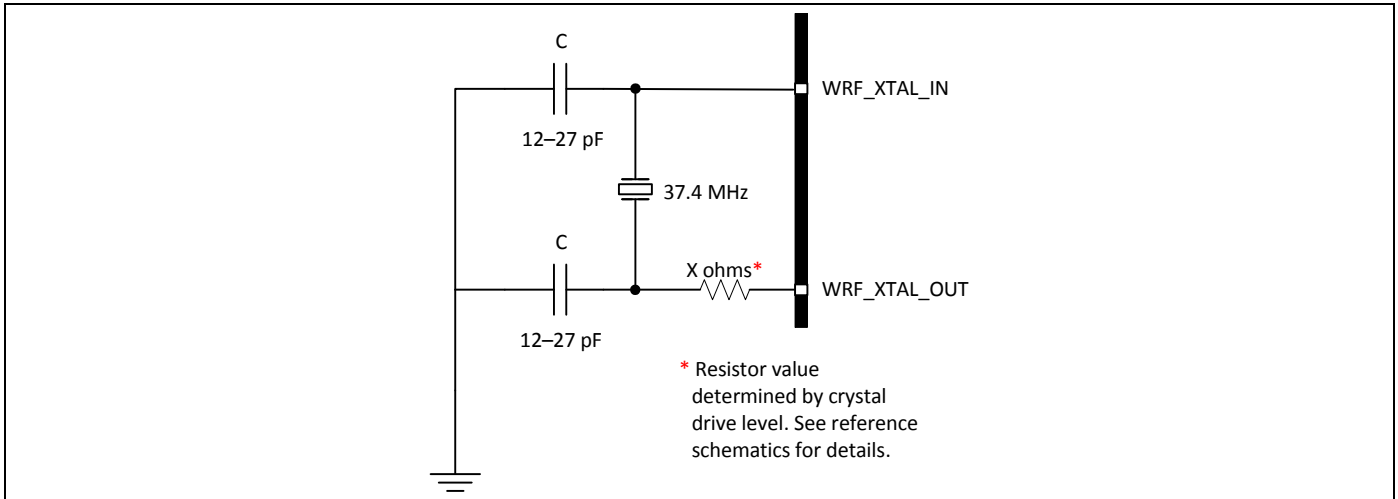 C
WRF_XTAL_IN
12–27 pF
37.4 MHz
C
X ohms*
WRF_XTAL_OUT
12–27 pF
* Resistor value
determined by crystal
drive level. See reference
schematics for details.